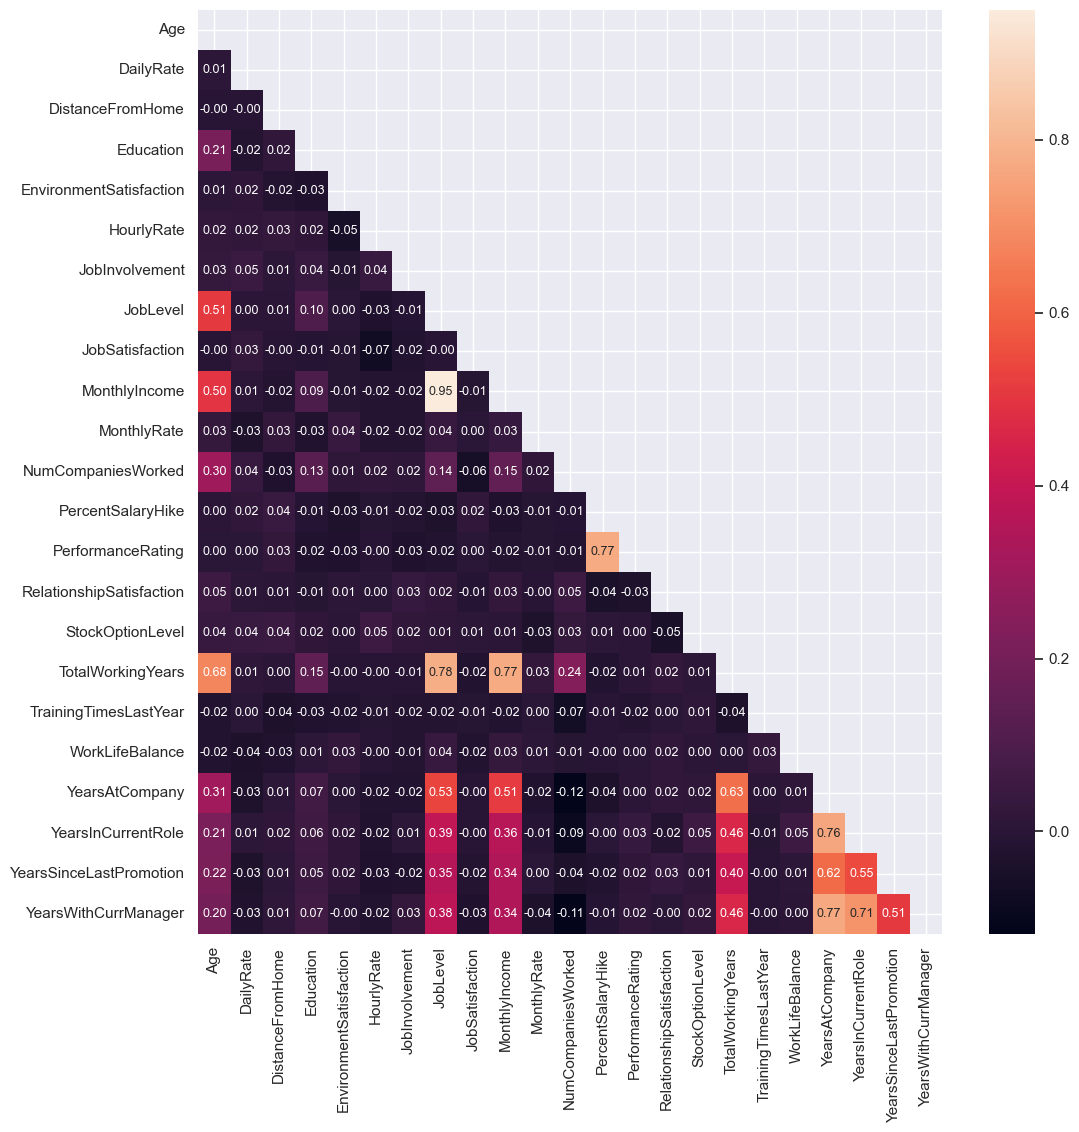 Age
DailyRate 0.01
DistanceFromHome -0.00 -0.00
Education 0.21 -0.02 0.02
EnvironmentSatisfaction 0.01 0.02 -0.02 -0.03
HourlyRate 0.02 0.02 0.03 0.02 -0.05
JobInvolvement 0.03 0.05 0.01 0.04 -0.01 0.04
JobLevel 0.51 0.00 0.01 0.10 0.00 -0.03 -0.01
JobSatisfaction -0.00 0.03 -0.00 -0.01 -0.01 -0.07 -0.02 -0.00
MonthlyIncome 0.50 0.01 -0.02 0.09 -0.01 -0.02 -0.02 0.95 -0.01
MonthlyRate 0.03 -0.03 0.03 -0.03 0.04 -0.02 -0.02 0.04 0.00 0.03
NumCompaniesWorked 0.30 0.04 -0.03 0.13 0.01 0.02 0.02 0.14 -0.06 0.15 0.02
PercentSalaryHike 0.00 0.02 0.04 -0.01 -0.03 -0.01 -0.02 -0.03 0.02 -0.03 -0.01 -0.01
PerformanceRating 0.00 0.00 0.03 -0.02 -0.03 -0.00 -0.03 -0.02 0.00 -0.02 -0.01 -0.01 0.77
RelationshipSatisfaction 0.05 0.01 0.01 -0.01 0.01 0.00 0.03 0.02 -0.01 0.03 -0.00 0.05 -0.04 -0.03
StockOptionLevel 0.04 0.04 0.04 0.02 0.00 0.05 0.02 0.01 0.01 0.01 -0.03 0.03 0.01 0.00 -0.05
TotalWorkingYears 0.68 0.01 0.00 0.15 -0.00 -0.00 -0.01 0.78 -0.02 0.77 0.03 0.24 -0.02 0.01 0.02 0.01
TrainingTimesLastYear -0.02 0.00 -0.04 -0.03 -0.02 -0.01 -0.02 -0.02 -0.01 -0.02 0.00 -0.07 -0.01 -0.02 0.00 0.01 -0.04
WorkLifeBalance -0.02 -0.04 -0.03 0.01 0.03 -0.00 -0.01 0.04 -0.02 0.03 0.01 -0.01 -0.00 0.00 0.02 0.00 0.00 0.03
YearsAtCompany 0.31 -0.03 0.01 0.07 0.00 -0.02 -0.02 0.53 -0.00 0.51 -0.02 -0.12 -0.04 0.00 0.02 0.02 0.63 0.00 0.01
YearsInCurrentRole 0.21 0.01 0.02 0.06 0.02 -0.02 0.01 0.39 -0.00 0.36 -0.01 -0.09 -0.00 0.03 -0.02 0.05 0.46 -0.01 0.05 0.76
YearsSinceLastPromotion 0.22 -0.03 0.01 0.05 0.02 -0.03 -0.02 0.35 -0.02 0.34 0.00 -0.04 -0.02 0.02 0.03 0.01 0.40 -0.00 0.01 0.62 0.55
YearsWithCurrManager 0.20 -0.03 0.01 0.07 -0.00 -0.02 0.03 0.38 -0.03 0.34 -0.04 -0.11 -0.01 0.02 -0.00 0.02 0.46 -0.00 0.00 0.77 0.71 0.51
Age
DailyRate
DistanceFromHome
Education
EnvironmentSatisfaction
HourlyRate
JobInvolvement
JobLevel
JobSatisfaction
MonthlyIncome
MonthlyRate
NumCompaniesWorked
PercentSalaryHike
PerformanceRating
RelationshipSatisfaction
StockOptionLevel
TotalWorkingYears
TrainingTimesLastYear
WorkLifeBalance
YearsAtCompany
YearsInCurrentRole
YearsSinceLastPromotion
YearsWithCurrManager
0.8
0.6
0.4
0.2
0.0